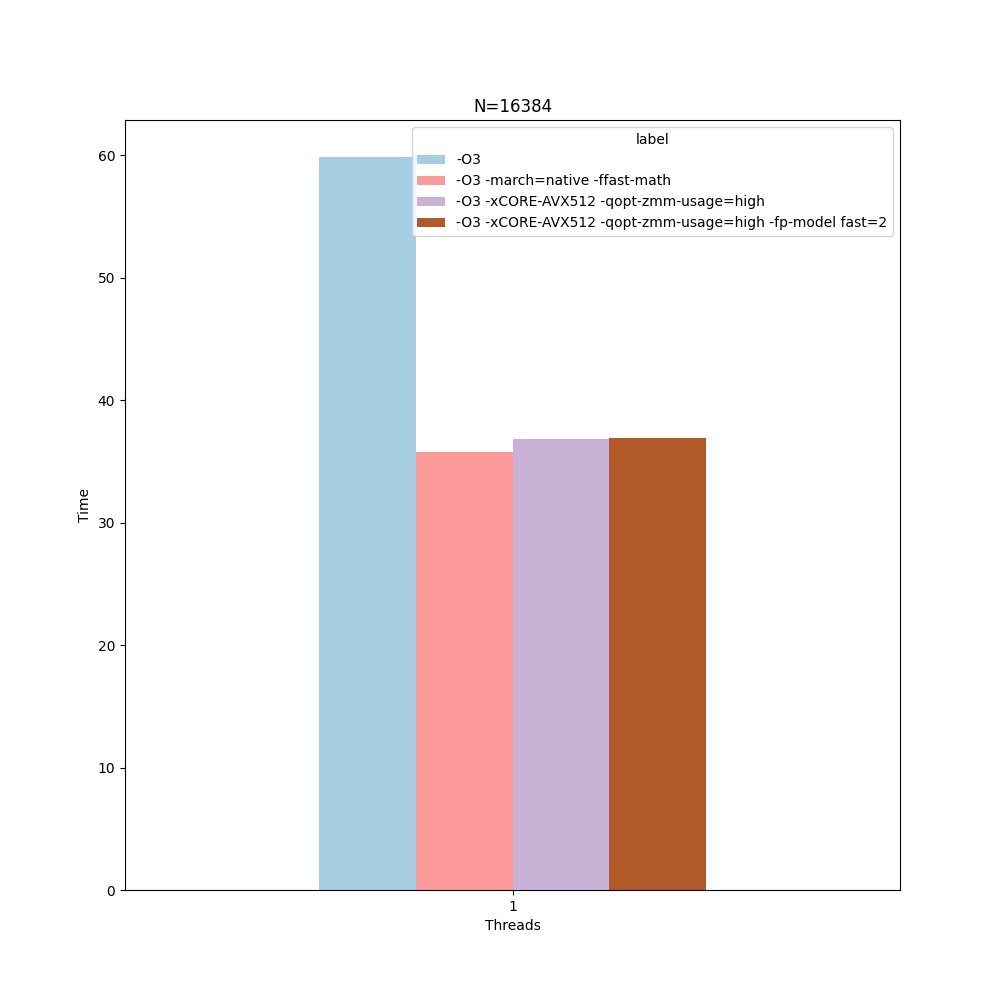 N=16384
label
-O3
-O3 -march=native -ffast-math
-O3 -xCORE-AVX512 -qopt-zmm-usage=high
-O3 -xCORE-AVX512 -qopt-zmm-usage=high -fp-model fast=2
60
50
40
30
20
10
0
Time
1
Threads